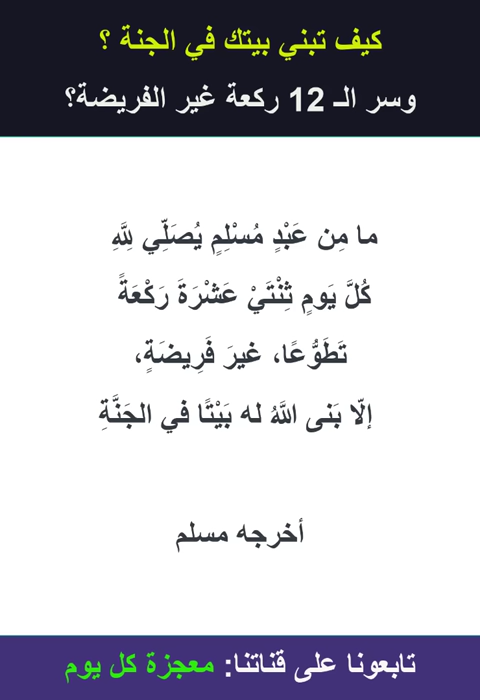 كيف تبني بيتك في الجنة ؟
وسر الـ 12 ركعة غير الفريضة؟
ما مِن عَبْدٍ مُسْلِمٍ يُصَلِّي لِلَّهِ
كُلَّ يَومٍ ثِنْتَيْ عَشْرَةَ رَكْعَةً
تَطَوُّعًا، غيرَ فَرِيضَةٍ،
إلّا بَنى اللَّهُ له بَيْتًا في الجَنَّةِ
أخرجه مسلم
تابعونا على قناتنا: معجزة كل يوم